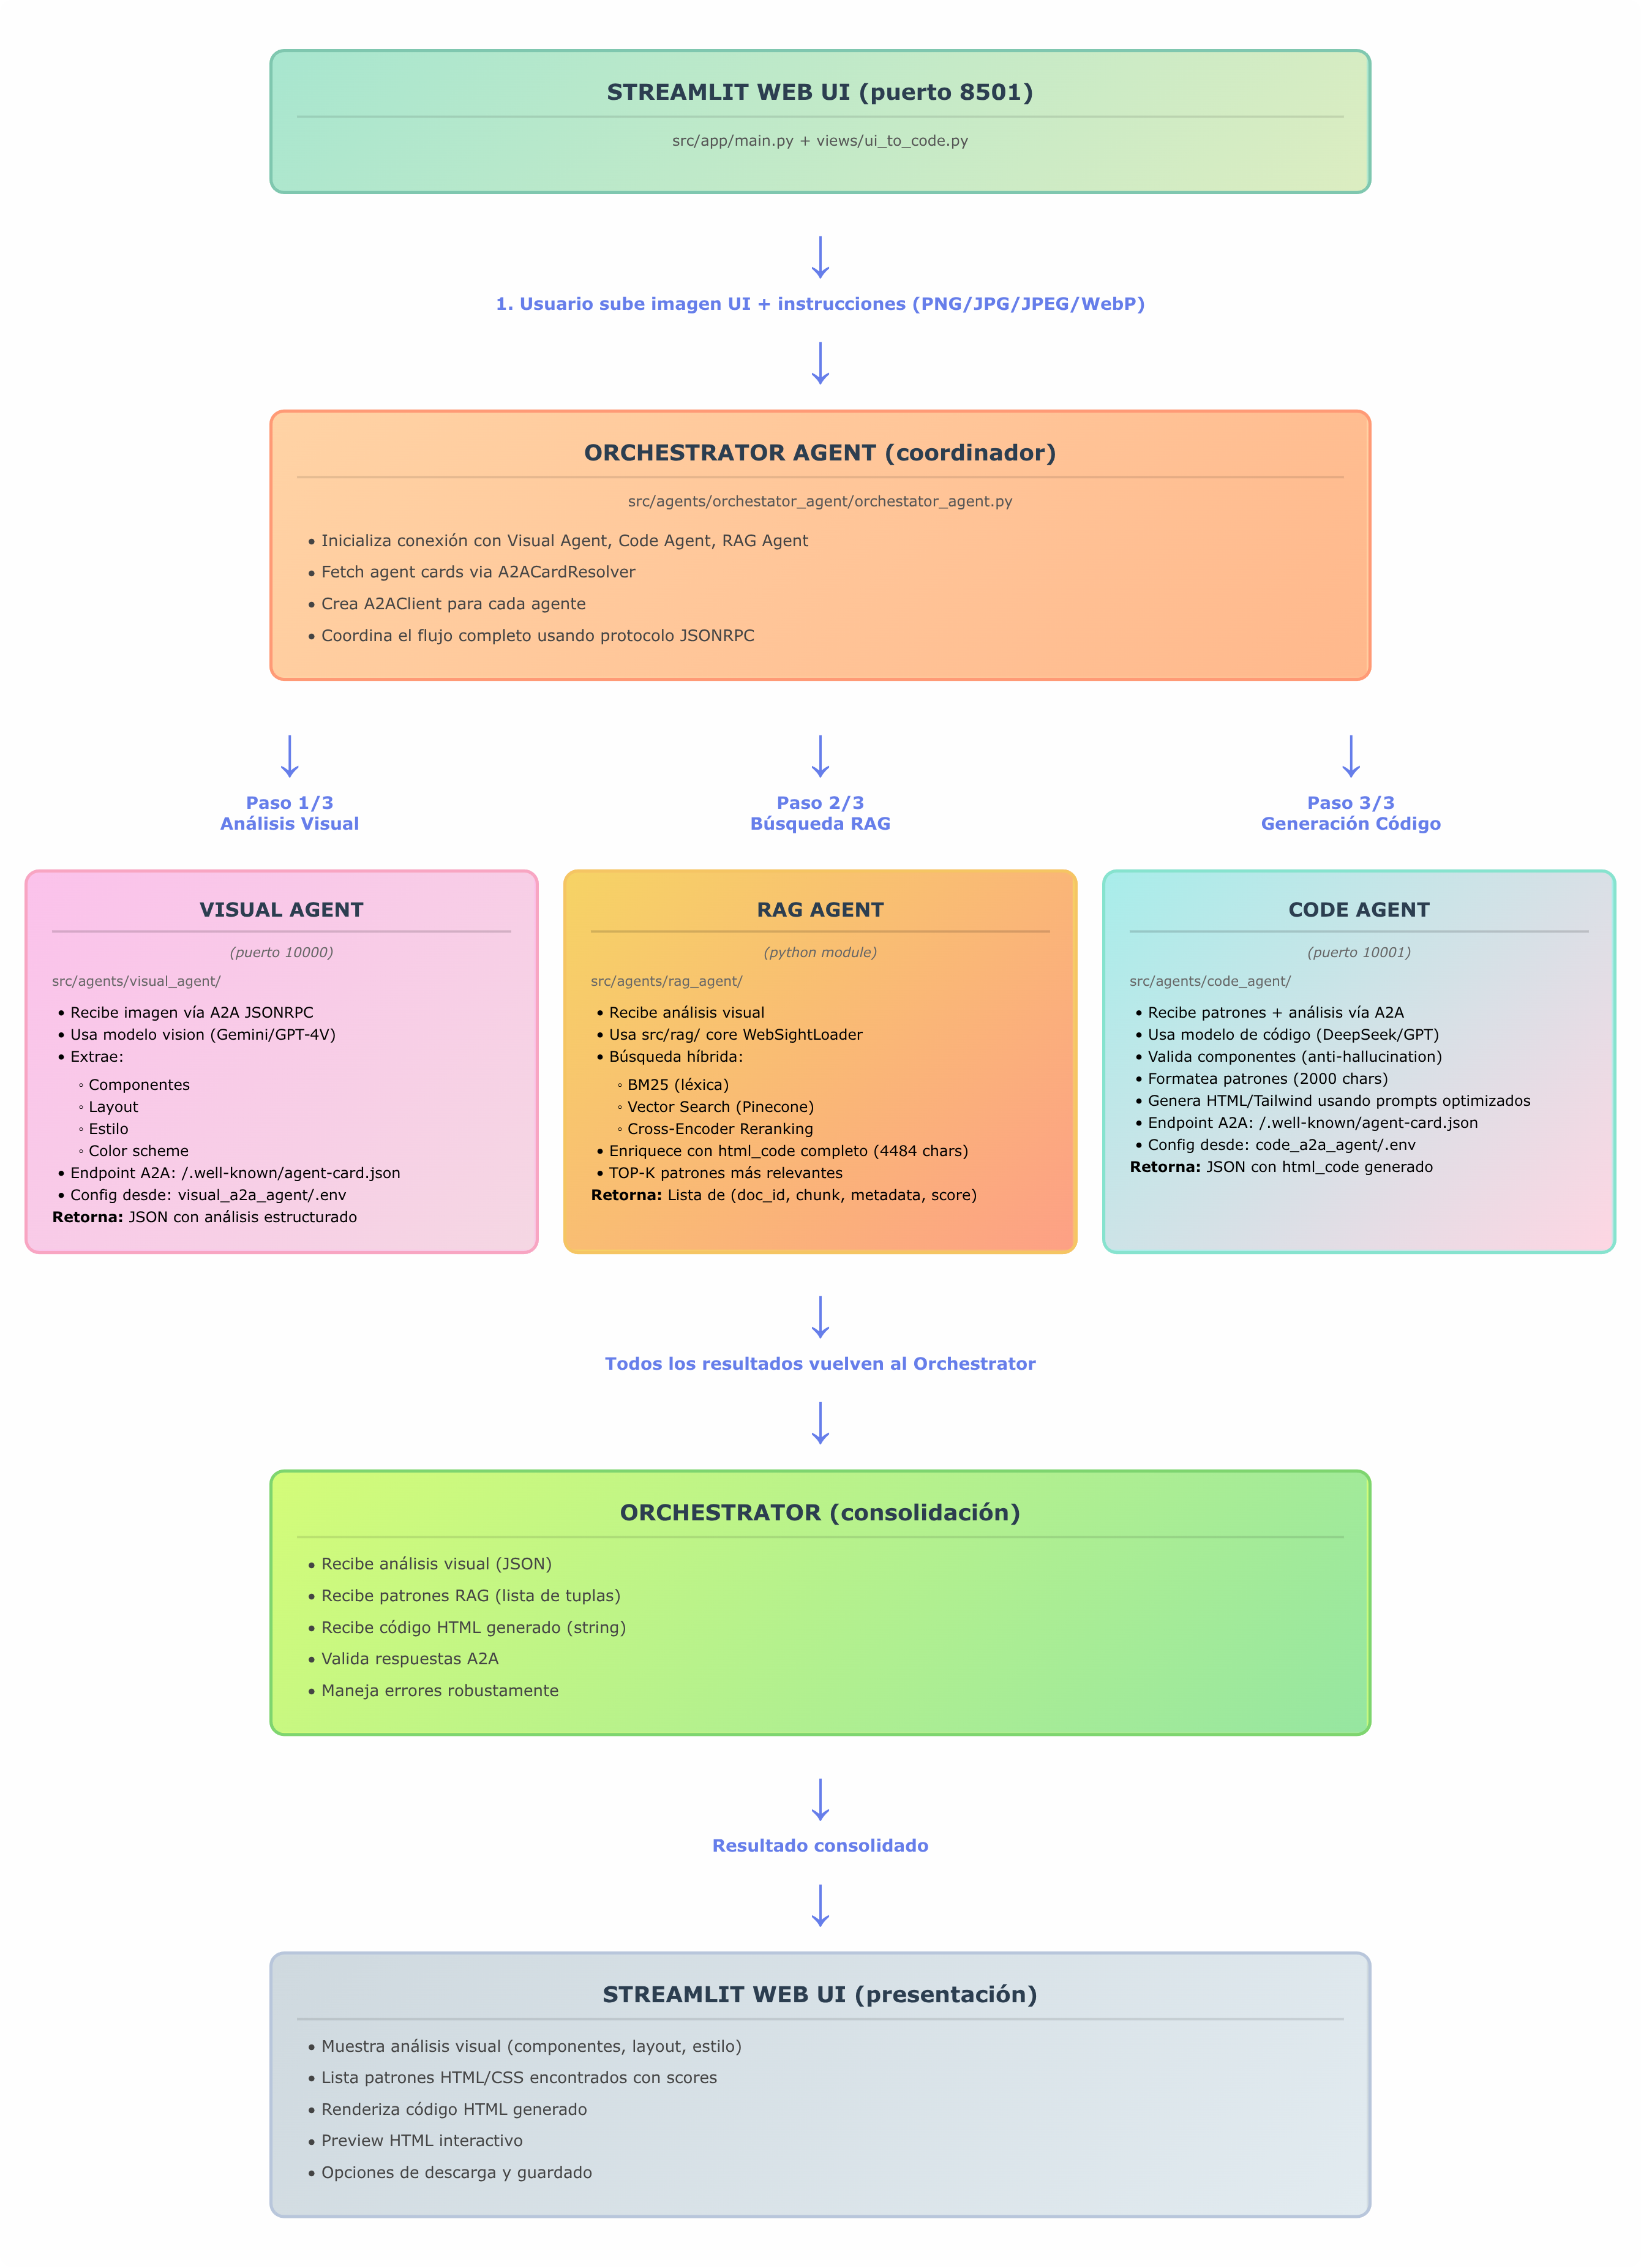 STREAMLIT WEB UI (puerto 8501)
src/app/main.py + views/ui_to_code.py
↓
1. Usuario sube imagen UI + instrucciones (PNG/JPG/JPEG/WebP)
↓
ORCHESTRATOR AGENT (coordinador)
src/agents/orchestator_agent/orchestator_agent.py
• Inicializa conexión con Visual Agent, Code Agent, RAG Agent
• Fetch agent cards via A2ACardResolver
• Crea A2AClient para cada agente
• Coordina el flujo completo usando protocolo JSONRPC
↓
Paso 1/3
Análisis Visual
↓
Paso 2/3
Búsqueda RAG
↓
Paso 3/3
Generación Código
VISUAL AGENT
(puerto 10000)
src/agents/visual_agent/
• Recibe imagen vía A2A JSONRPC
• Usa modelo vision (Gemini/GPT-4V)
• Extrae:
◦ Componentes
◦ Layout
◦ Estilo
◦ Color scheme
• Endpoint A2A: /.well-known/agent-card.json
• Config desde: visual_a2a_agent/.env
Retorna: JSON con análisis estructurado
RAG AGENT
(python module)
src/agents/rag_agent/
• Recibe análisis visual
• Usa src/rag/ core WebSightLoader
• Búsqueda híbrida:
◦ BM25 (léxica)
◦ Vector Search (Pinecone)
◦ Cross-Encoder Reranking
• Enriquece con html_code completo (4484 chars)
• TOP-K patrones más relevantes
Retorna: Lista de (doc_id, chunk, metadata, score)
CODE AGENT
(puerto 10001)
src/agents/code_agent/
• Recibe patrones + análisis vía A2A
• Usa modelo de código (DeepSeek/GPT)
• Valida componentes (anti-hallucination)
• Formatea patrones (2000 chars)
• Genera HTML/Tailwind usando prompts optimizados
• Endpoint A2A: /.well-known/agent-card.json
• Config desde: code_a2a_agent/.env
Retorna: JSON con html_code generado
↓
Todos los resultados vuelven al Orchestrator
↓
ORCHESTRATOR (consolidación)
• Recibe análisis visual (JSON)
• Recibe patrones RAG (lista de tuplas)
• Recibe código HTML generado (string)
• Valida respuestas A2A
• Maneja errores robustamente
↓
Resultado consolidado
↓
STREAMLIT WEB UI (presentación)
• Muestra análisis visual (componentes, layout, estilo)
• Lista patrones HTML/CSS encontrados con scores
• Renderiza código HTML generado
• Preview HTML interactivo
• Opciones de descarga y guardado